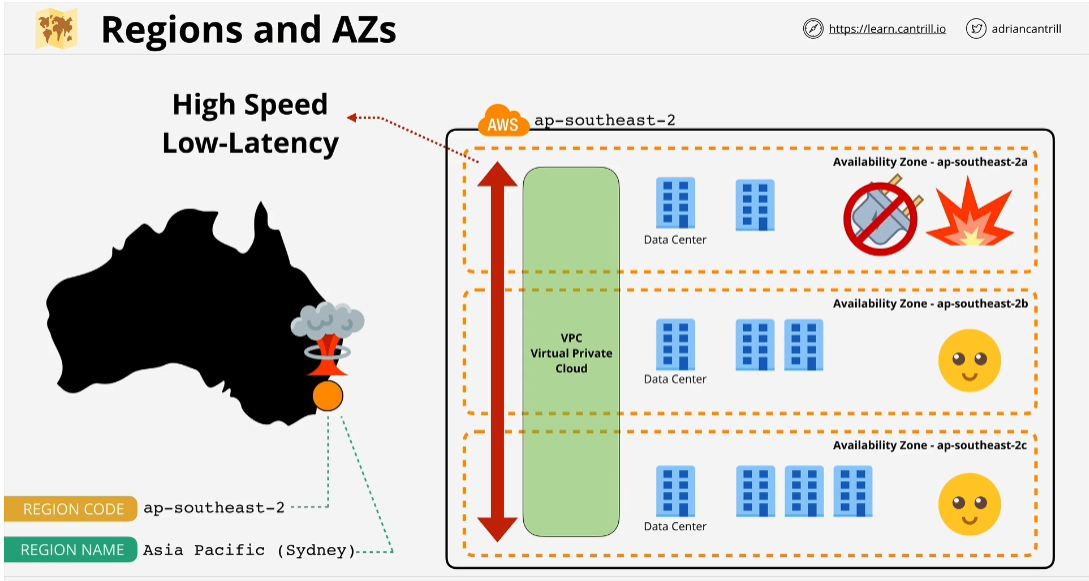 Regions and AZs
https://learn.cantrill.io
adriancantrill
High Speed
Low-Latency
AWS
ap-southeast-2
Availability Zone - ap-southeast-2a
Data Center
Availability Zone - ap-southeast-2b
VPC
Virtual Private
Cloud
Data Center
Availability Zone - ap-southeast-2c
Data Center
REGION CODE
ap-southeast-2
REGION NAME
Asia Pacific (Sydney)